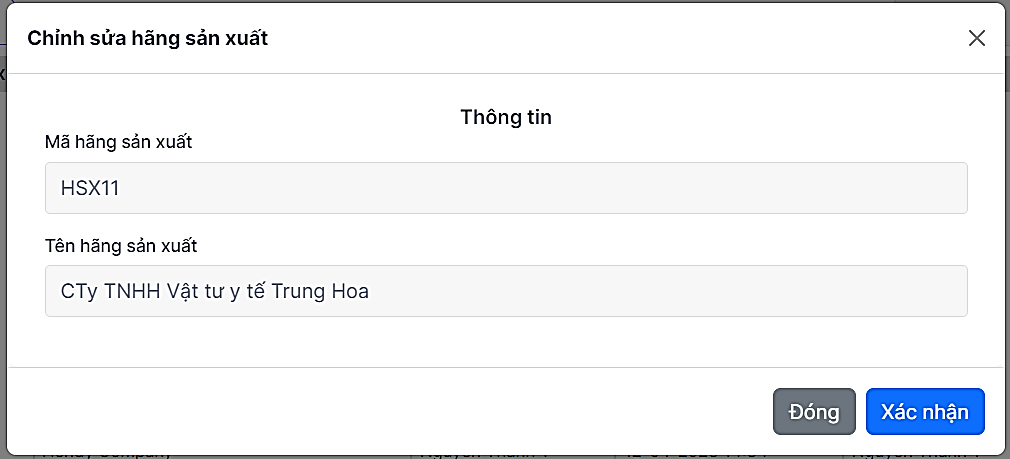 Chỉnh sửa hãng sản xuất
Thông tin
Mã hãng sản xuất
HSX11
Tên hãng sản xuất
CTy TNHH Vật tư y tế Trung Hoa
Đóng
Xác nhận